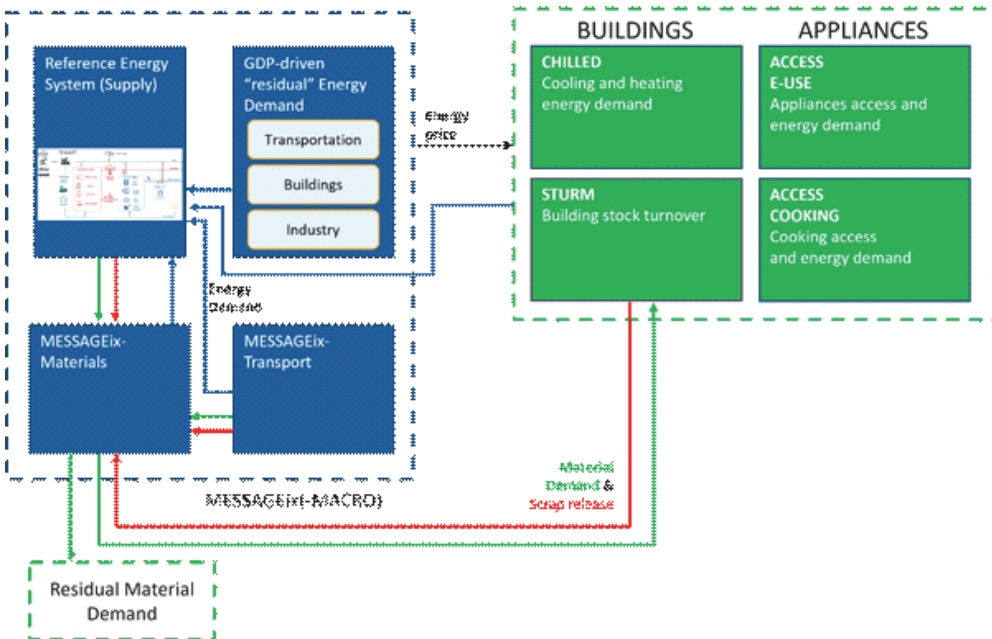 Reference Energy
System (Supply)
GDP-driven
"residual" Energy
Demand
Transportation
Buildings
Industry
Energy
Demand
MESSAGEix-
Materials
MESSAGEix-
Transport
MESSAGEix(-MACRO)
Energy
price
BUILDINGS
CHILLED
Cooling and heating
energy demand
STURM
Building stock turnover
APPLIANCES
ACCESS
E-USE
Appliances access and
energy demand
ACCESS
COOKING
Cooking access
and energy demand
Material
Demand &
Scrap release
Residual Material
Demand